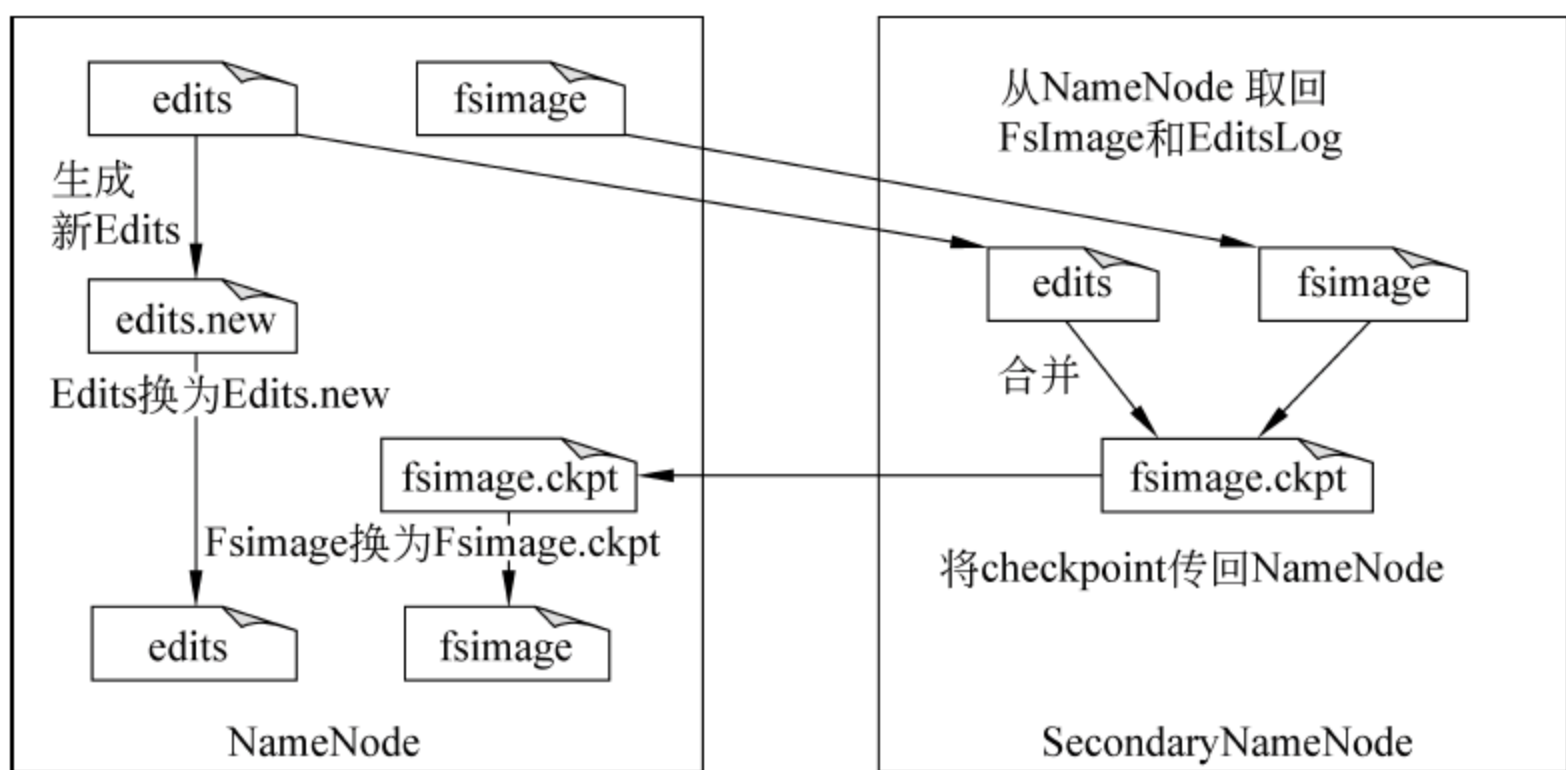 edits
fsimage
从NameNode 取回
FsImage和EditsLog
生成
新Edits
edits
fsimage
edits.new
合并
Edits换为Edits.new
fsimage.ckpt
fsimage.ckpt
Fsimage换为Fsimage.ckpt
将checkpoint传回NameNode
edits
fsimage
NameNode
SecondaryNameNode